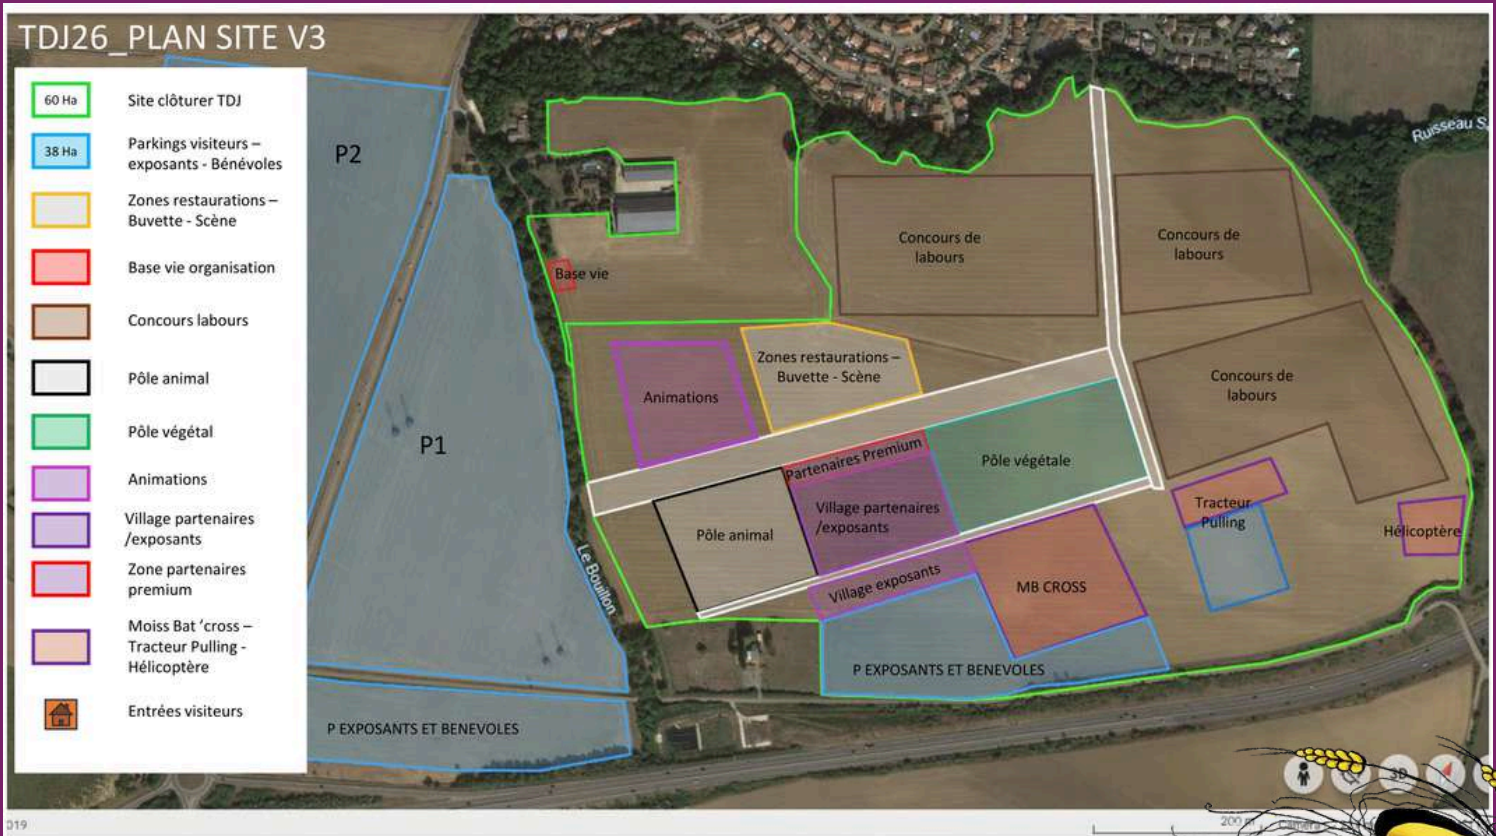 TDJ26_PLAN SITE V3
60 Ha
Site clôturer TDJ
38 Ha
Parkings visiteurs –
exposants - Bénévoles
Zones restaurations –
Buvette - Scène
Base vie organisation
Concours labours
Pôle animal
Pôle végétal
Animations
Village partenaires
/exposants
Zone partenaires
premium
Moiss Bat ’cross –
Tracteur Pulling -
Hélicoptère
Entrées visiteurs
P2
P1
P EXPOSANTS ET BENEVOLES
Le Bouillon
Base vie
Animations
Zones restaurations –
Buvette - Scène
Concours de
labours
Concours de
labours
Concours de
labours
Ruisseau S
Partenaires Premium
Pôle végétale
Pôle animal
Village partenaires
/exposants
Village exposants
MB CROSS
Tracteur
Pulling
Hélicoptère
P EXPOSANTS ET BENEVOLES
3D
019
200 m